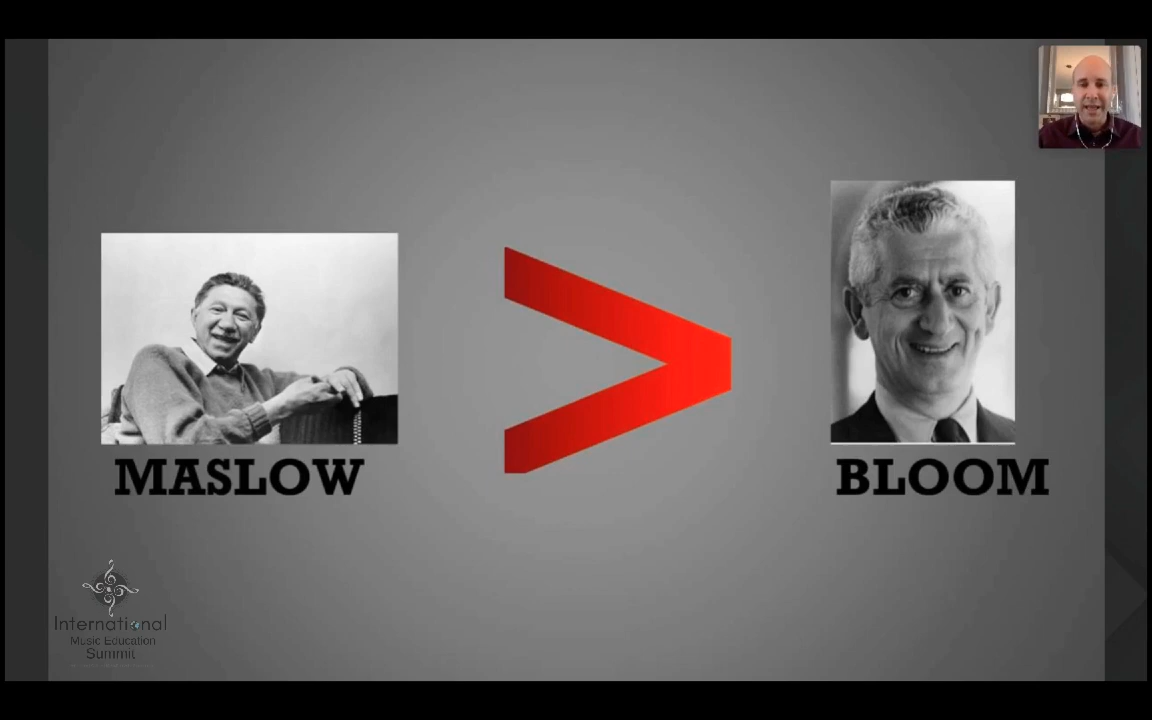 MASLOW
>
BLOOM
International
Music Education
Summit